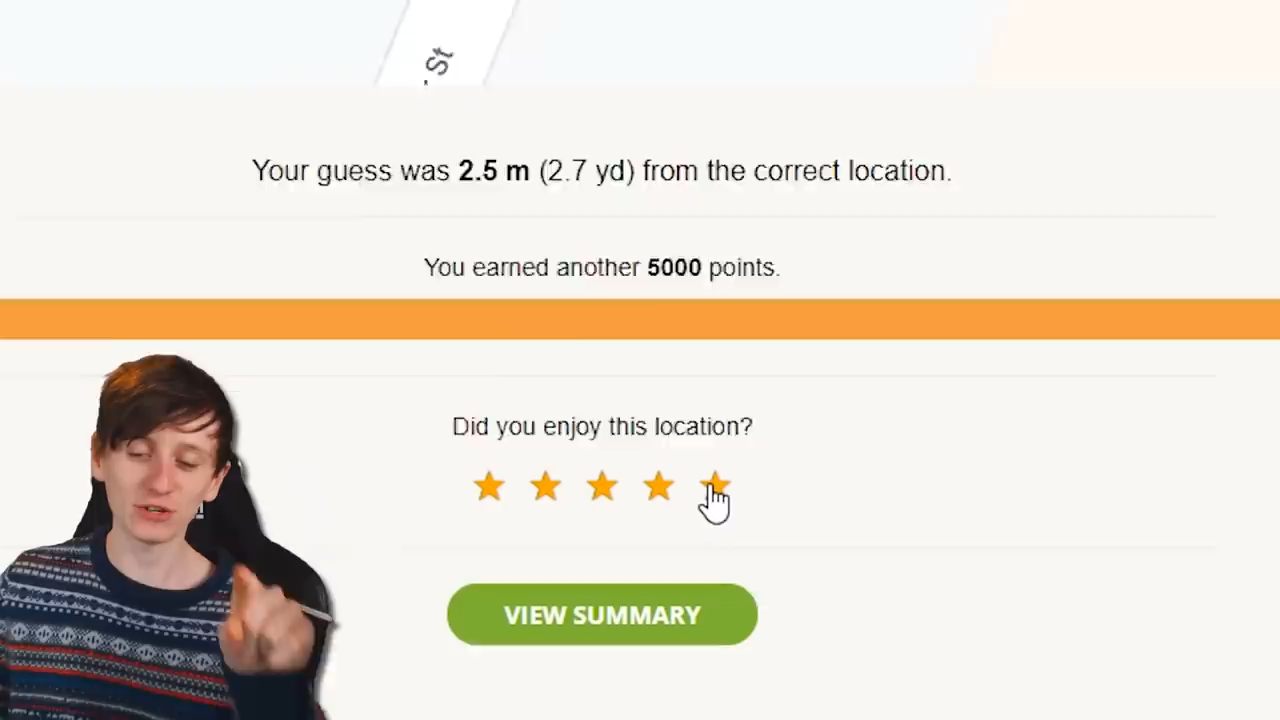 St
Your guess was 2.5 m (2.7 yd) from the correct location.
You earned another 5000 points.
Did you enjoy this location?
VIEW SUMMARY